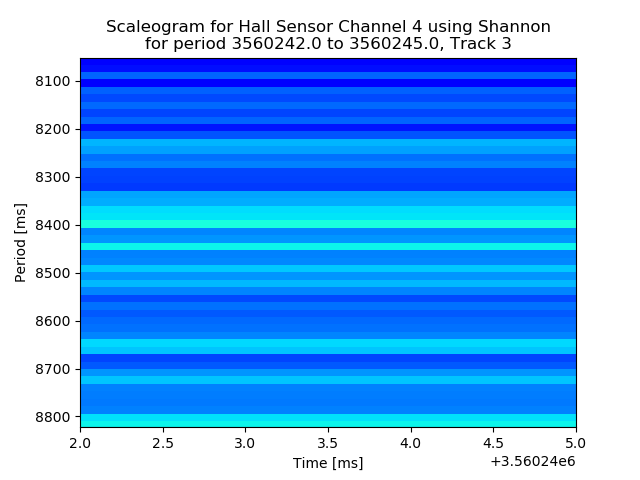 Scaleogram for Hall Sensor Channel 4 using Shannon
for period 3560242.0 to 3560245.0, Track 3
Period [ms]
8100
8200
8300
8400
8500
8600
8700
8800
2.0 2.5 3.0 3.5 4.0 4.5 5.0
Time [ms]
+3.56024e6